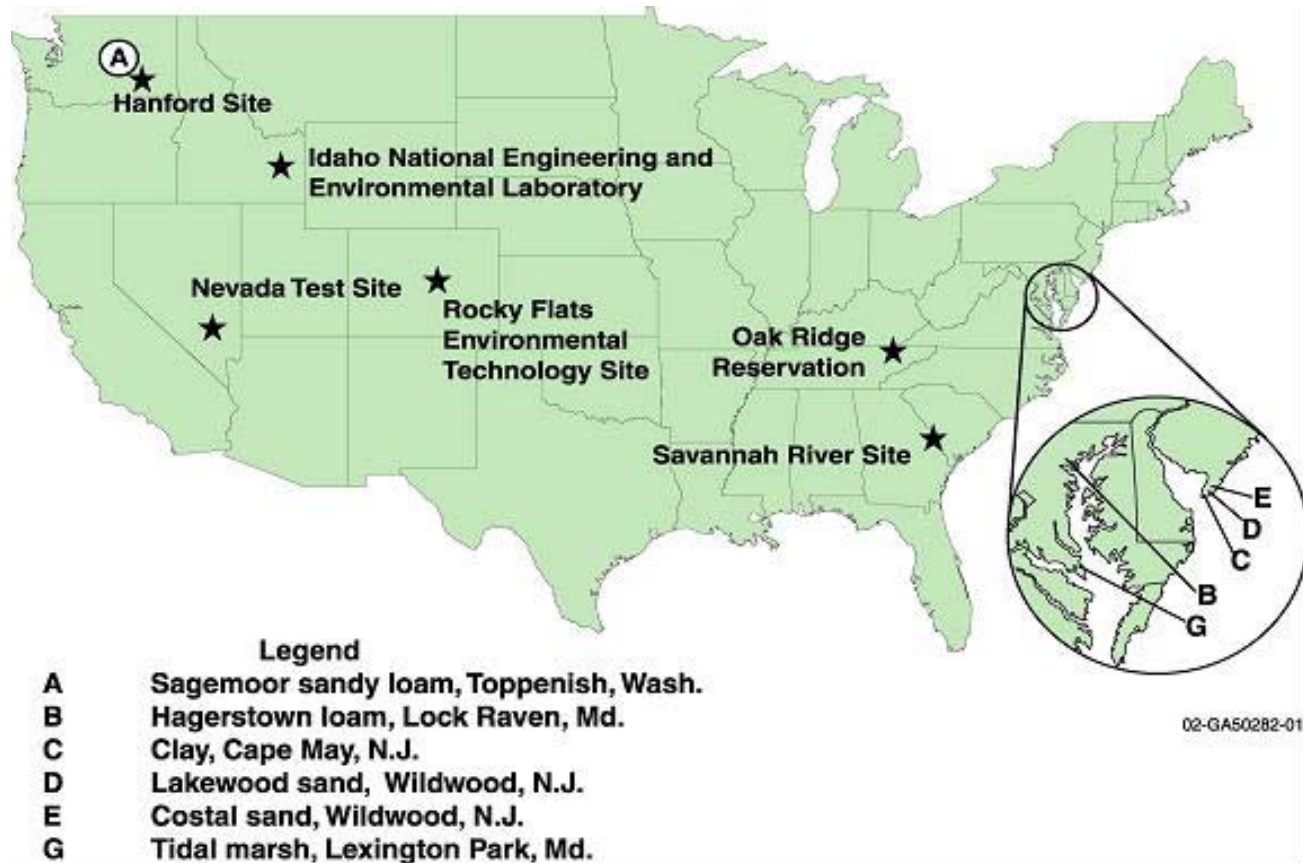 A
Hanford Site
Idaho National Engineering and
Environmental Laboratory
Nevada Test Site
Rocky Flats
Environmental
Technology Site
Oak Ridge
Reservation
Savannah River Site
E
D
C
B
G
Legend
A Sagemoor sandy loam, Toppenish, Wash.
B Hagerstown loam, Lock Raven, Md.
C Clay, Cape May, N.J.
D Lakewood sand, Wildwood, N.J.
E Costal sand, Wildwood, N.J.
G Tidal marsh, Lexington Park, Md.
02-GA50282-01